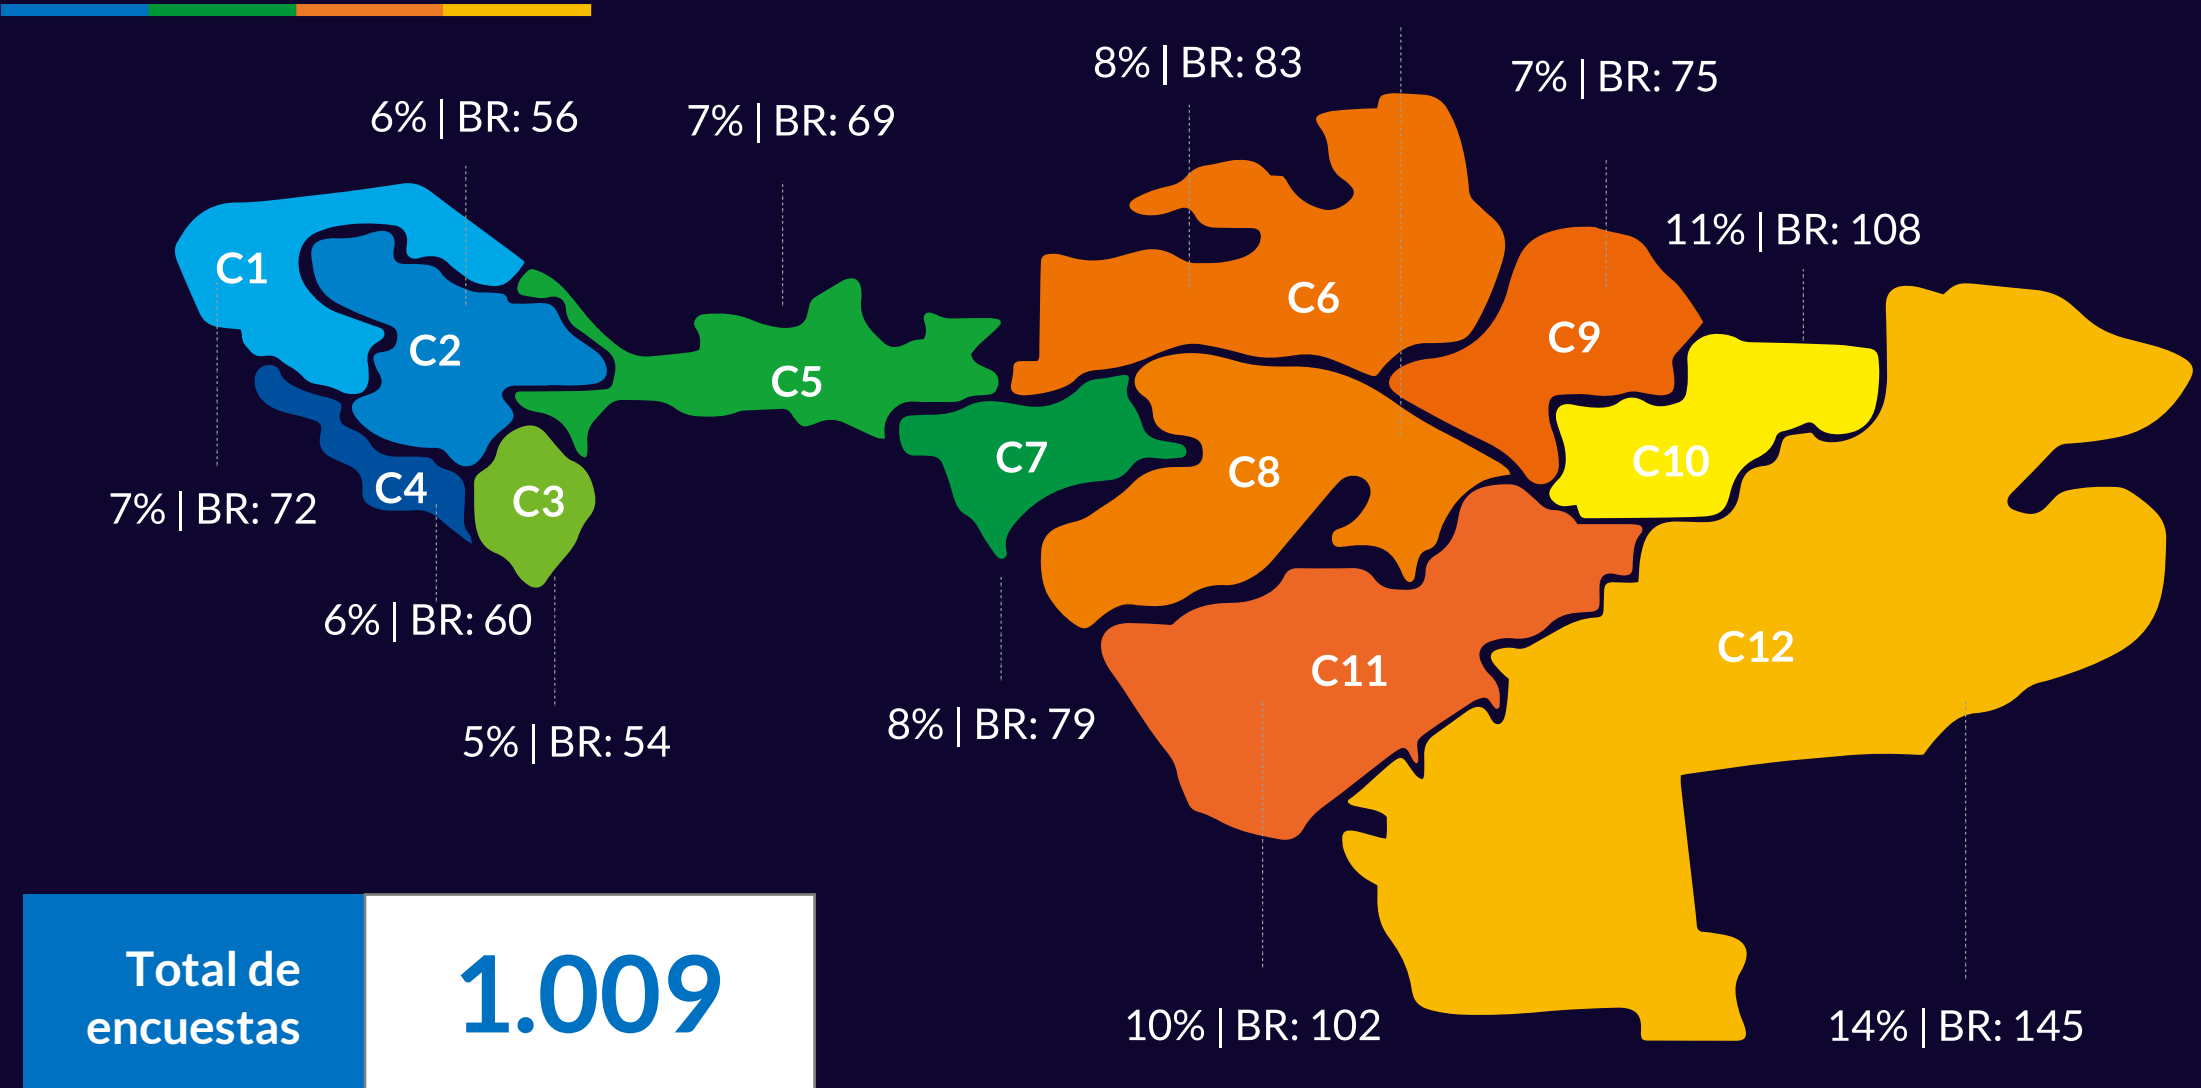 8% | BR: 83
7% | BR: 75
6% | BR: 56
7% | BR: 69
11% | BR: 108
C1
C6
C2
C9
C5
C7
C10
C8
C4
C3
7% | BR: 72
6% | BR: 60
C12
C11
8% | BR: 79
5% | BR: 54
Total de
encuestas
1.009
10% | BR: 102
14% | BR: 145